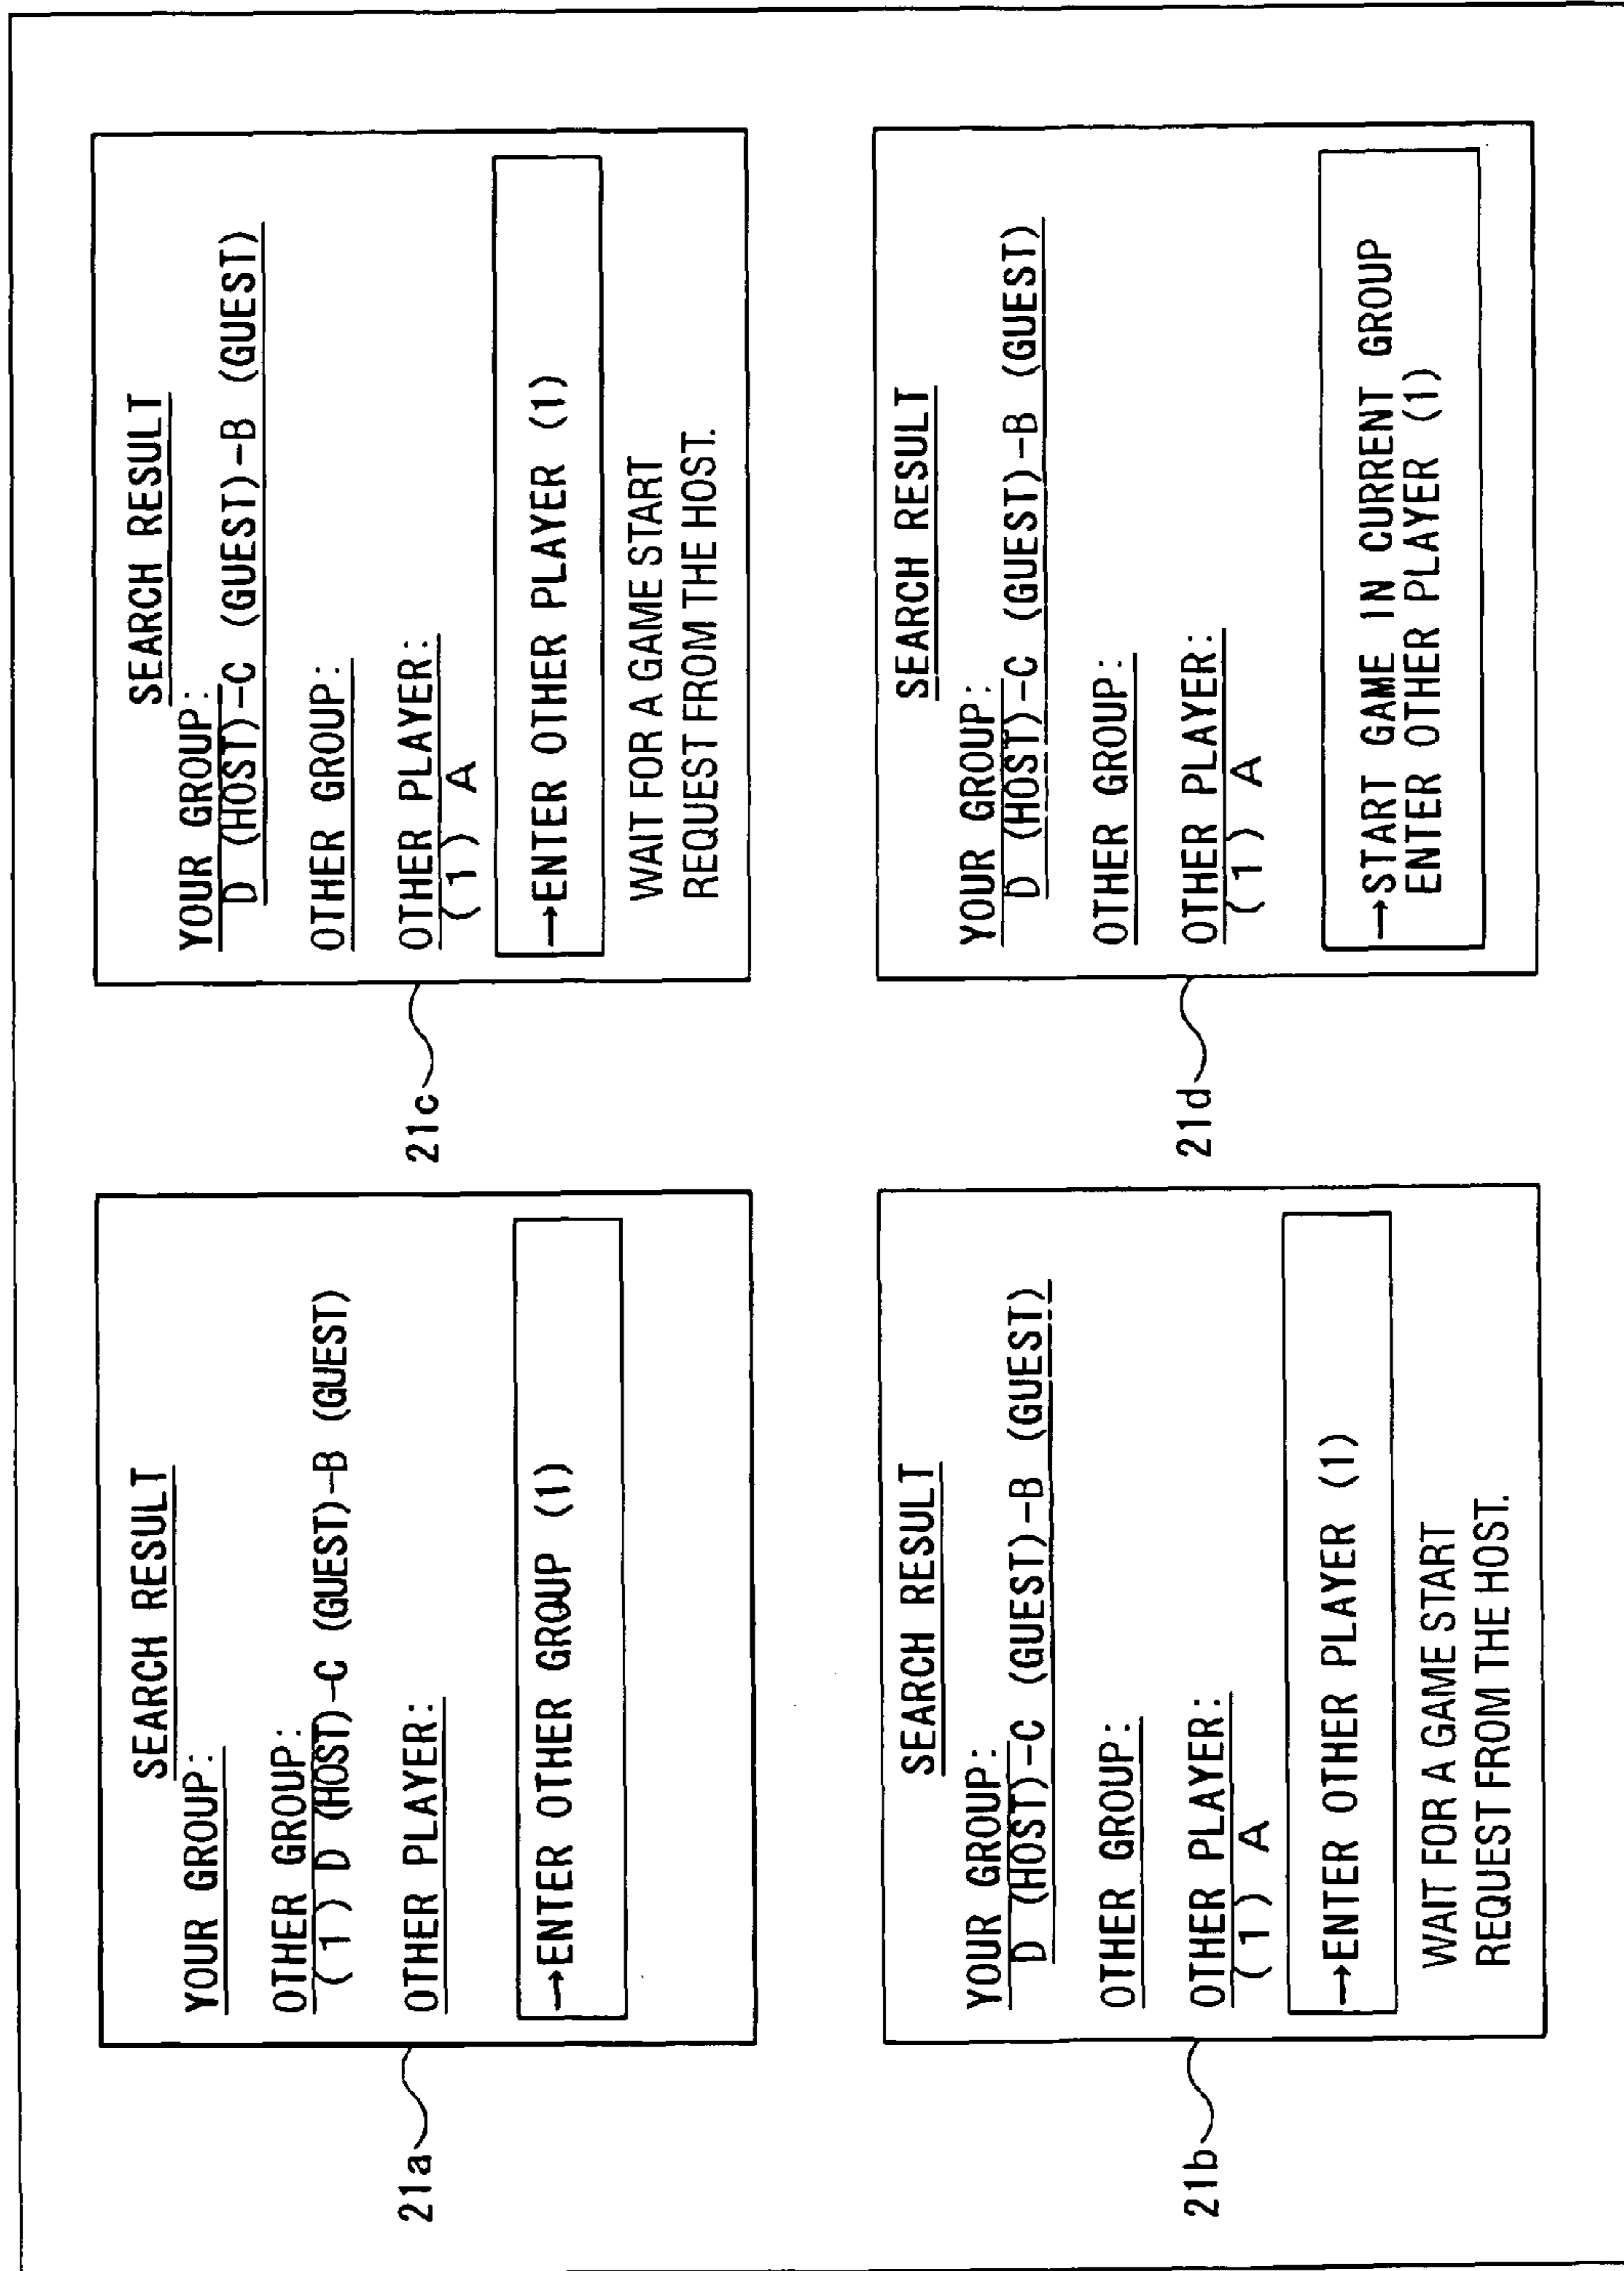 SEARCH RESULT
YOUR GROUP:
OTHER GROUP:
(1) D (HOST)-C (GUEST)-B (GUEST)
OTHER PLAYER:
→ENTER OTHER GROUP (1)
21a
SEARCH RESULT
YOUR GROUP:
D (HOST)-C (GUEST)-B (GUEST)
OTHER GROUP:
OTHER PLAYER:
(1) A
→ENTER OTHER PLAYER (1)
WAIT FOR A GAME START
REQUEST FROM THE HOST.
21c
SEARCH RESULT
YOUR GROUP:
D (HOST)-C (GUEST)-B (GUEST)
OTHER GROUP:
OTHER PLAYER:
(1) A
→ENTER OTHER PLAYER (1)
WAIT FOR A GAME START
REQUEST FROM THE HOST.
21b
SEARCH RESULT
YOUR GROUP:
D (HOST)-C (GUEST)-B (GUEST)
OTHER GROUP:
OTHER PLAYER:
(1) A
→START GAME IN CURRENT GROUP
ENTER OTHER PLAYER (1)
21d